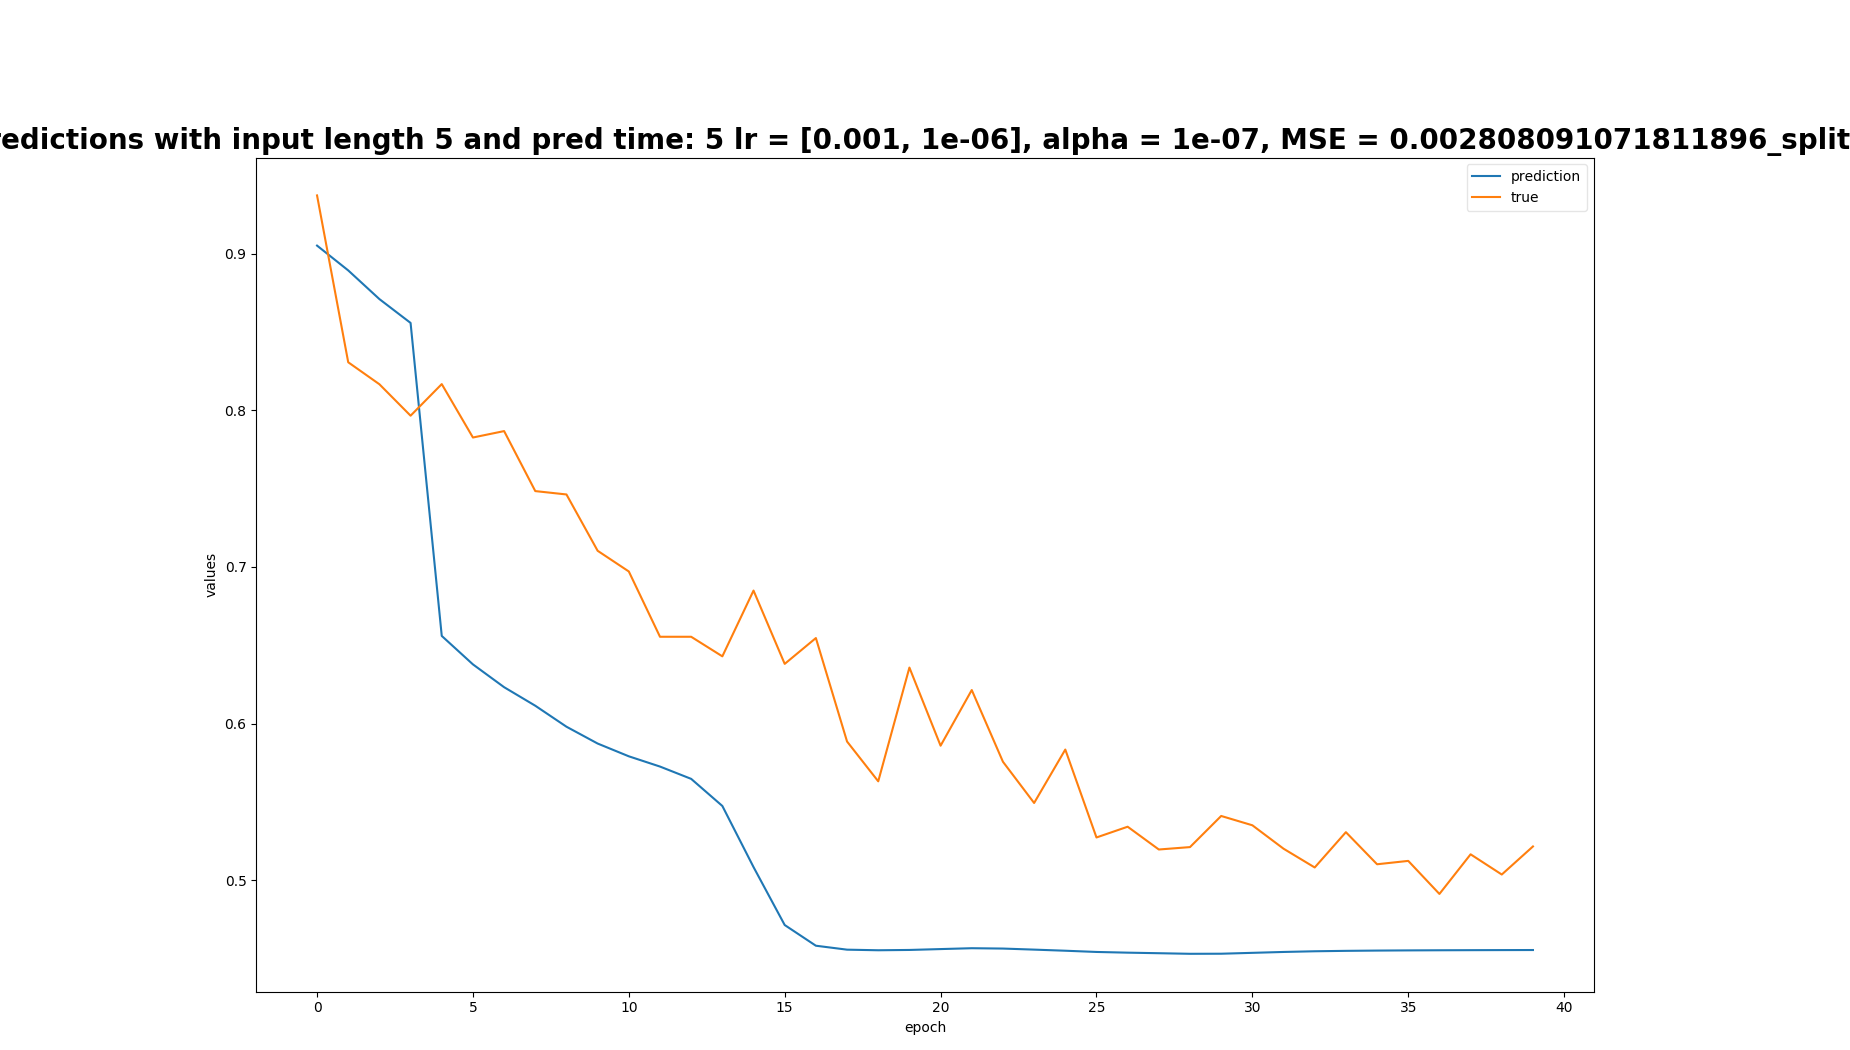 redictions with input length 5 and pred time: 5 lr = [0.001, 1e-06], alpha = 1e-07, MSE = 0.002808091071811896_split
prediction
true
0.9
0.8
0.7
0.6
0.5
values
0 5 10 15 20 25 30 35 40
epoch